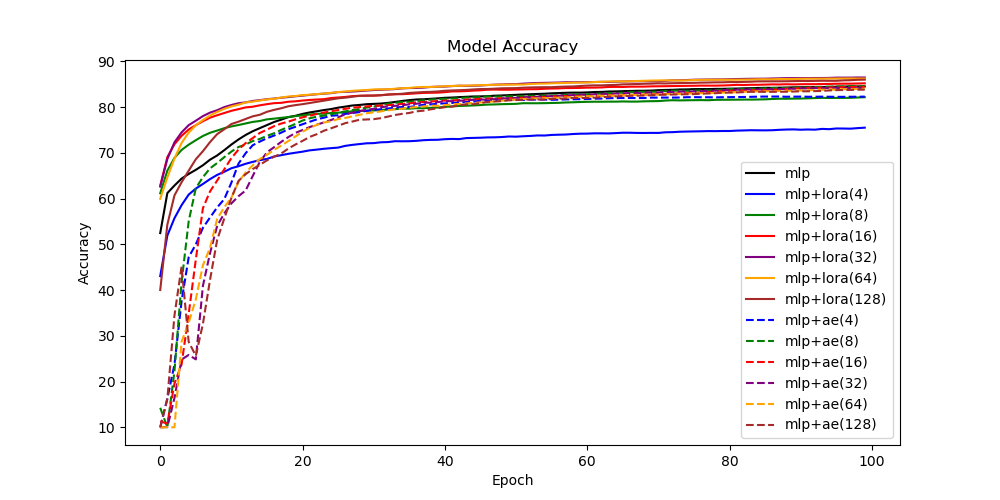 Model Accuracy
Accuracy
90
80
70
60
50
40
30
20
10
mlp
mlp+lora(4)
mlp+lora(8)
mlp+lora(16)
mlp+lora(32)
mlp+lora(64)
mlp+lora(128)
mlp+ae(4)
mlp+ae(8)
mlp+ae(16)
mlp+ae(32)
mlp+ae(64)
mlp+ae(128)
0 20 40 60 80 100
Epoch